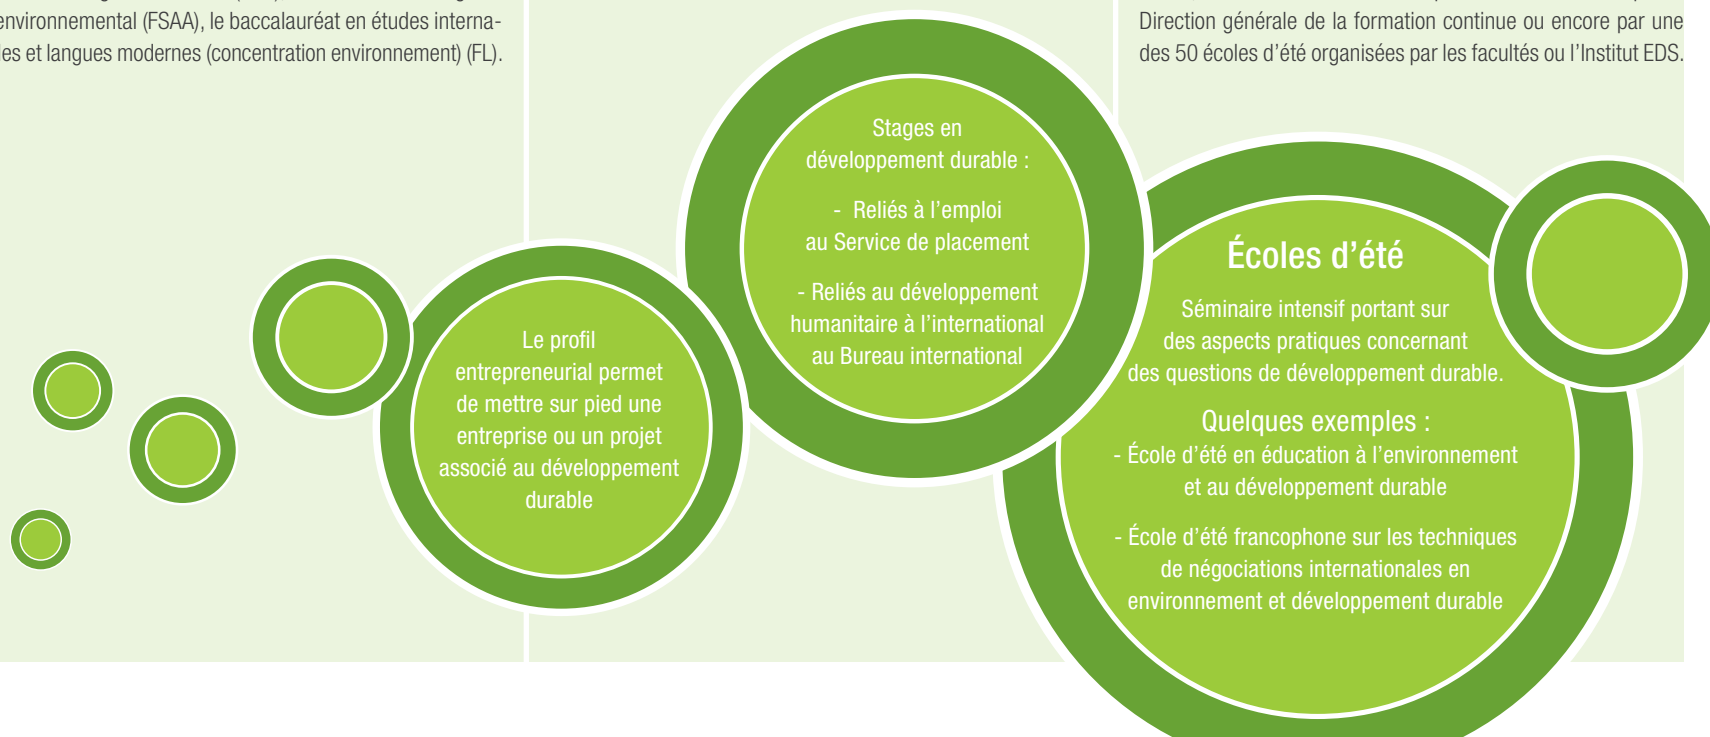 environnemental (FSAA), le baccalauréat en études interna-
et langues modernes (concentration environnement) (FL).
Direction générale de la formation continue ou encore par une
des 50 écoles d’été organisées par les facultés ou l’Institut EDS.
Le profil
entrepreneurial permet
de mettre sur pied une
entreprise ou un projet
associé au développement
durable
Stages en
développement durable :
- Reliés à l’emploi
au Service de placement
- Reliés au développement
humanitaire à l’international
au Bureau international
Écoles d’été
Séminaire intensif portant sur
des aspects pratiques concernant
des questions de développement durable.
Quelques exemples :
- École d’été en éducation à l’environnement
et au développement durable
- École d’été francophone sur les techniques
de négociations internationales en
environnement et développement durable